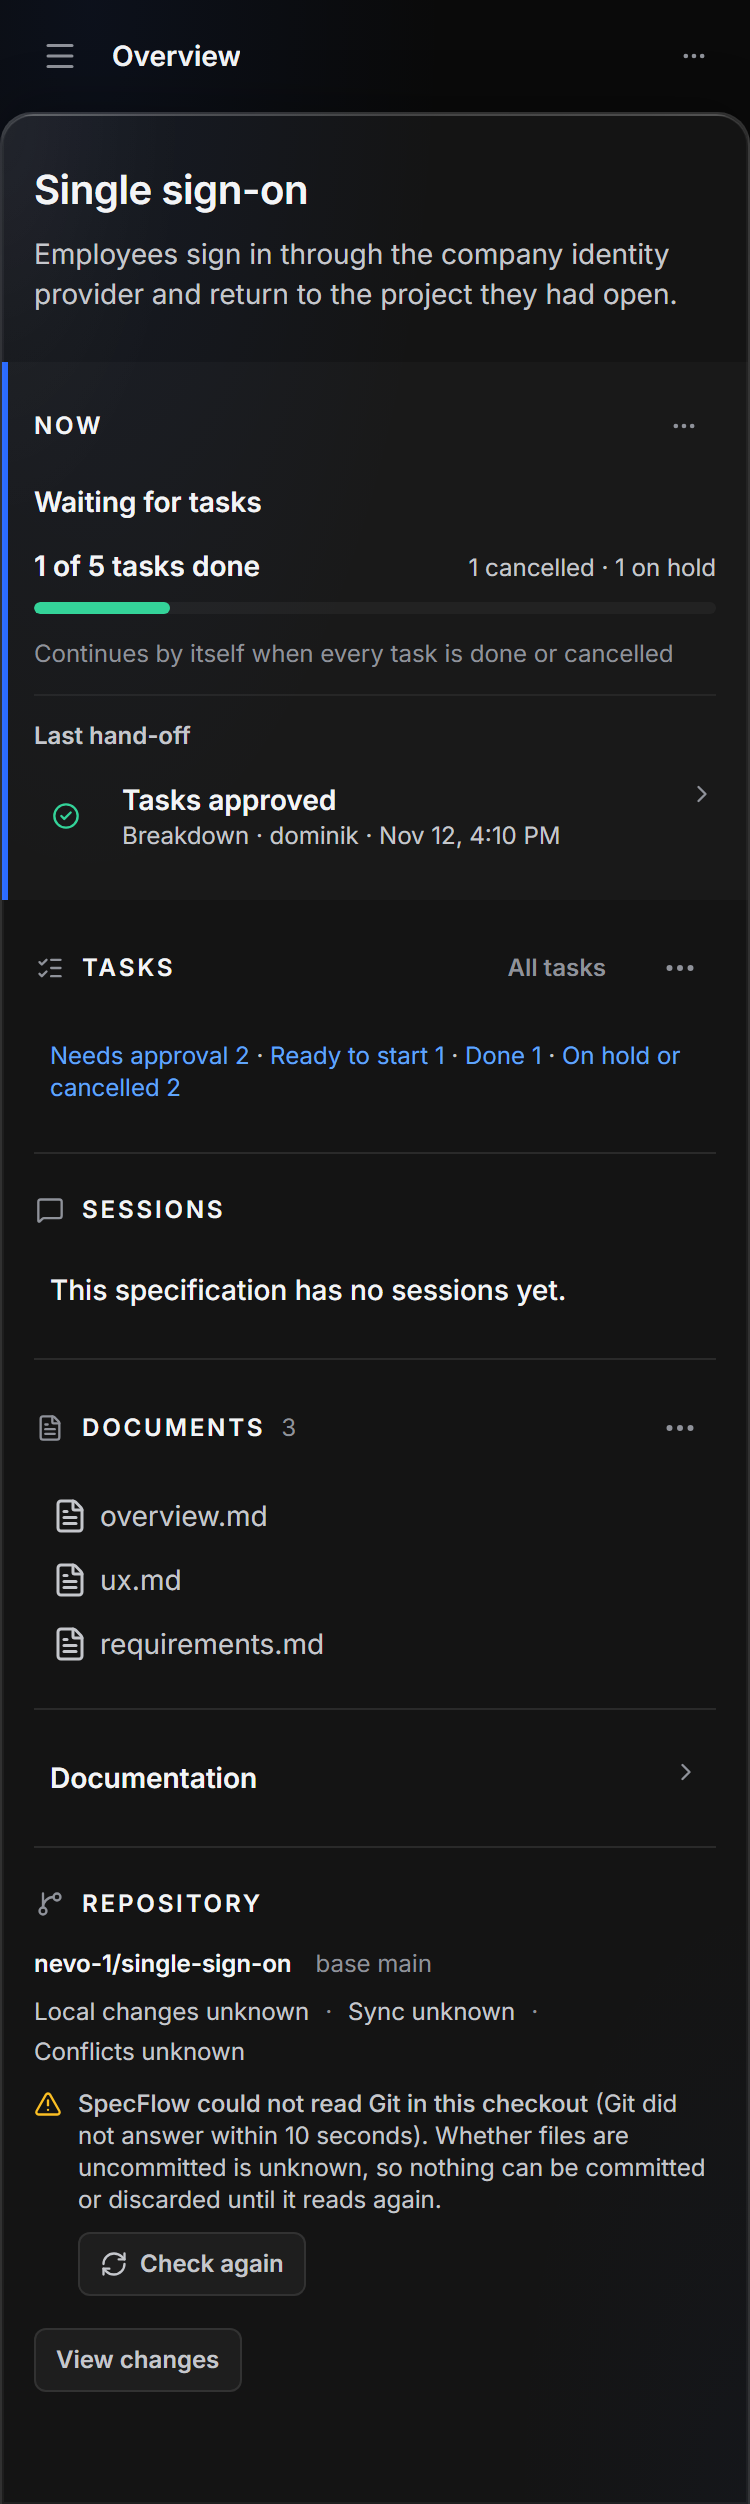 Overview
Single sign-on
Employees sign in through the company identity
provider and return to the project they had open.
NOW
Waiting for tasks
1 of 5 tasks done
1 cancelled · 1 on hold
Continues by itself when every task is done or cancelled
Last hand-off
Tasks approved
Breakdown · dominik · Nov 12, 4:10 PM
TASKS
All tasks
Needs approval 2 · Ready to start 1 · Done 1 · On hold or
cancelled 2
SESSIONS
This specification has no sessions yet.
DOCUMENTS 3
overview.md
ux.md
requirements.md
Documentation
REPOSITORY
nevo-1/single-sign-on base main
Local changes unknown · Sync unknown ·
Conflicts unknown
SpecFlow could not read Git in this checkout (Git did
not answer within 10 seconds). Whether files are
uncommitted is unknown, so nothing can be committed
or discarded until it reads again.
Check again
View changes